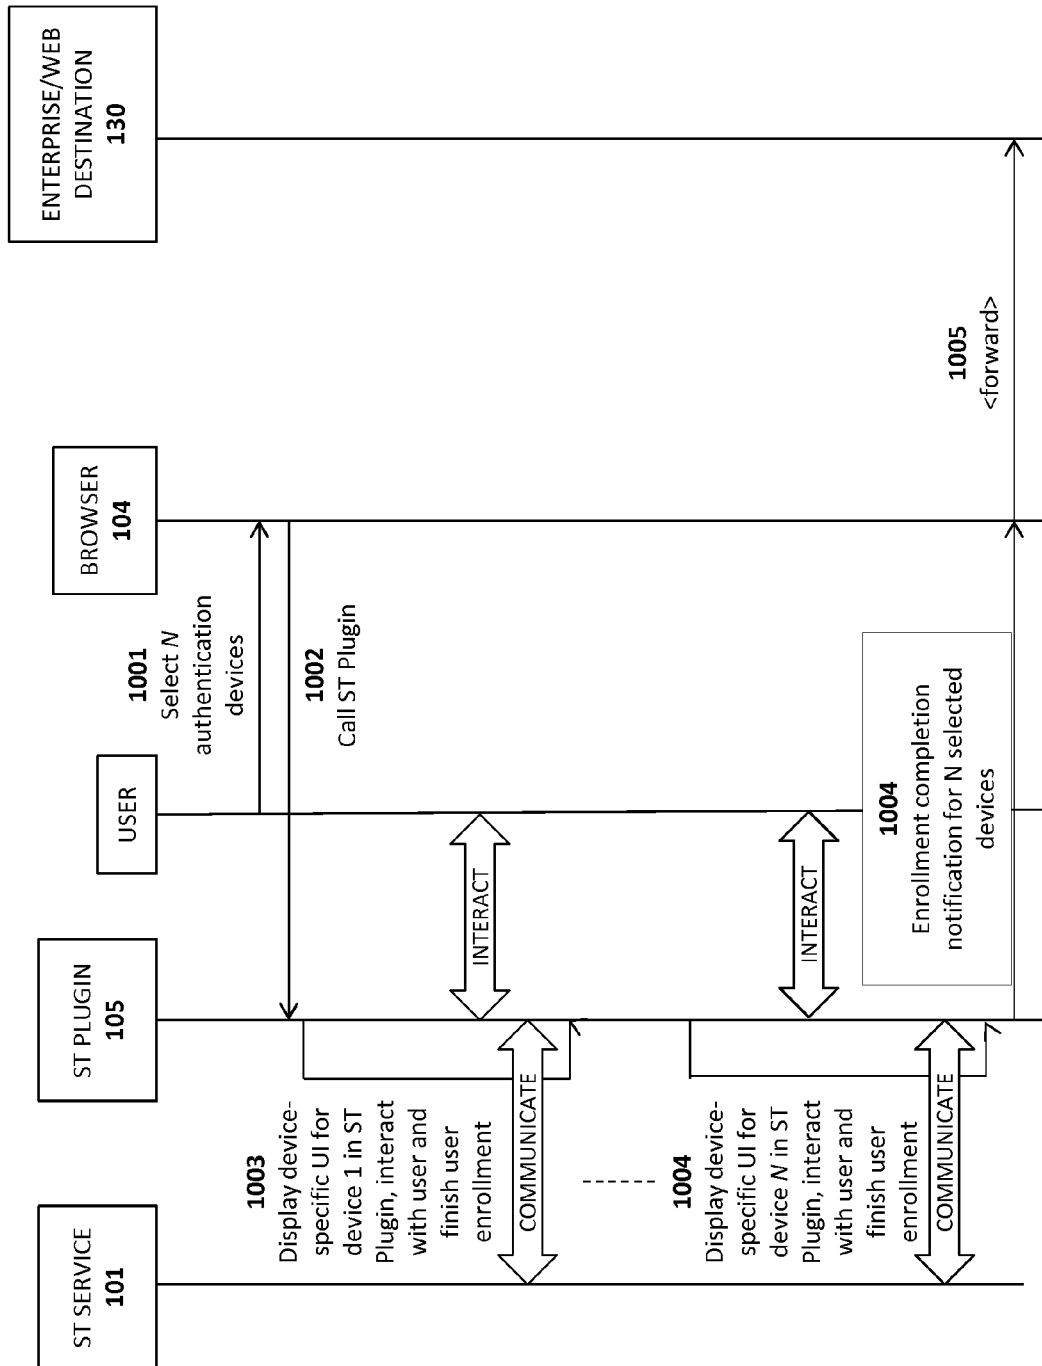 ST SERVICE
101
ST PLUGIN
105
USER
BROWSER
104
ENTERPRISE/WEB
DESTINATION
130
1001
Select N
authentication
devices
1002
Call ST Plugin
1003
Display device-
specific UI for
device 1 in ST
Plugin, interact
with user and
finish user
enrollment
INTERACT
COMMUNICATE
1004
Display device-
specific UI for
device N in ST
Plugin, interact
with user and
finish user
enrollment
INTERACT
COMMUNICATE
1004
Enrollment completion
notification for N selected
devices
1005
<forward>